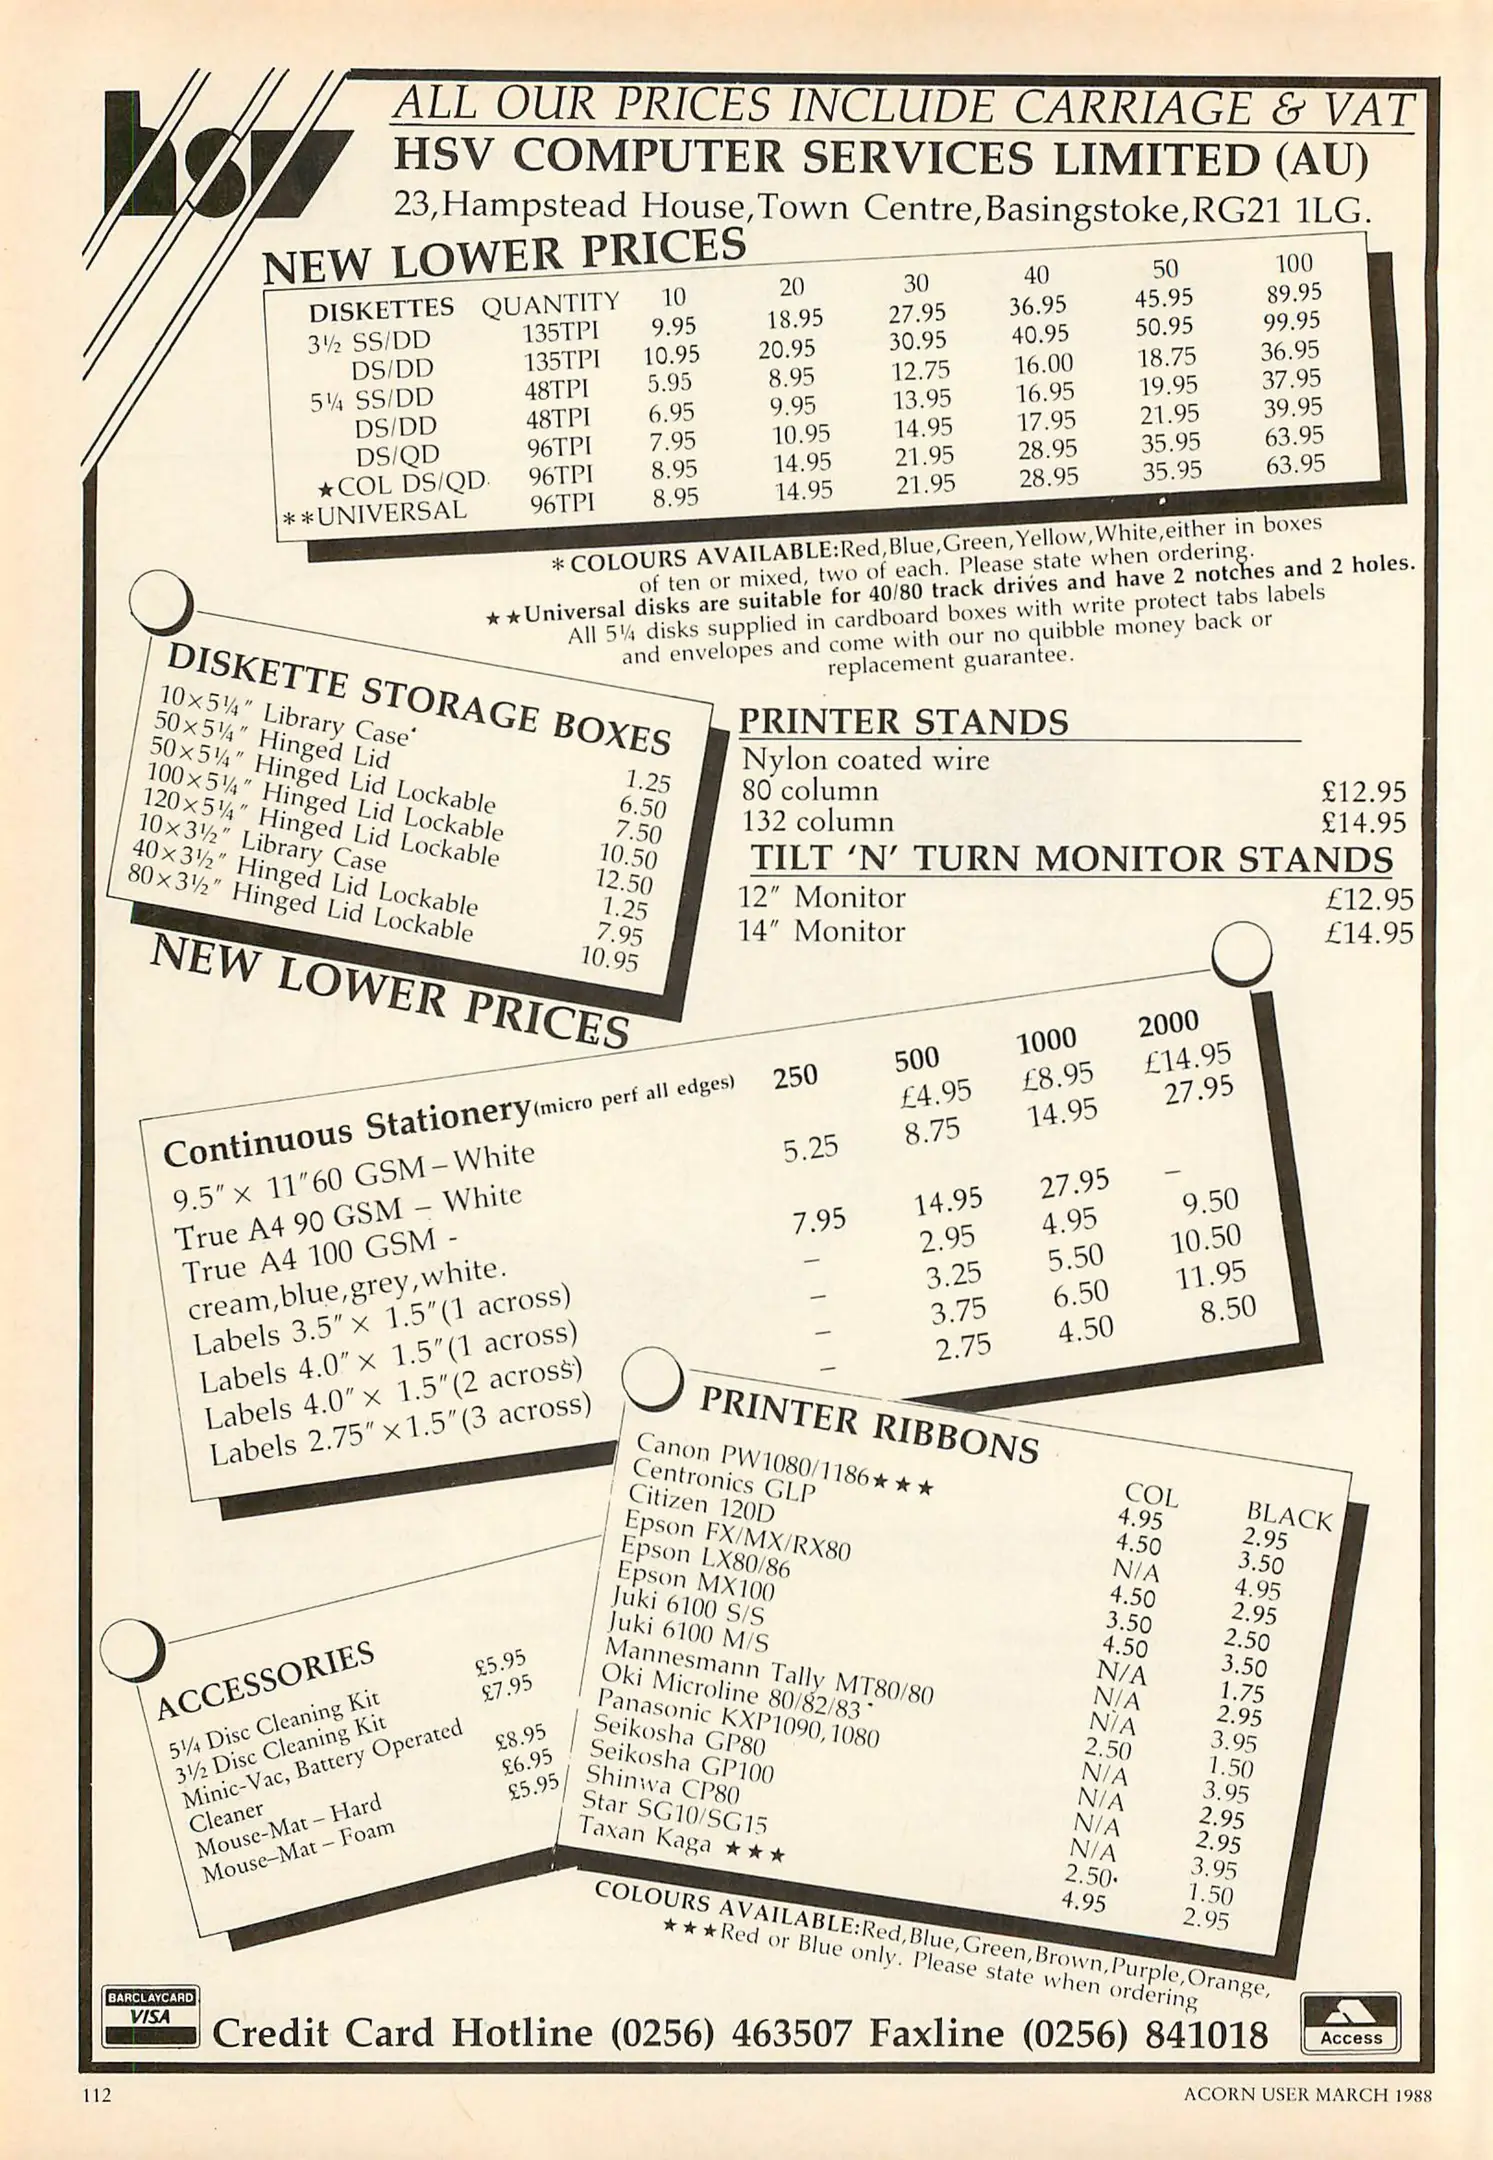 hsv
ALL OUR PRICES INCLUDE CARRIAGE & VAT
HSV COMPUTER SERVICES LIMITED (AU)
23,Hampstead House,Town Centre,Basingstoke,RG21 1LG.
NEW LOWER PRICES
DISKETTES QUANTITY 10 20 30 40 50 100
3½ SS/DD 135TPI 9.95 18.95 27.95 36.95 45.95 89.95
DS/DD 135TPI 10.95 20.95 30.95 40.95 50.95 99.95
5¼ SS/DD 48TPI 5.95 8.95 12.75 16.00 18.75 36.95
DS/DD 48TPI 6.95 9.95 13.95 16.95 19.95 37.95
DS/QD 96TPI 7.95 10.95 14.95 17.95 21.95 39.95
★COL DS/QD 96TPI 8.95 14.95 21.95 28.95 35.95 63.95
**UNIVERSAL 96TPI 8.95 14.95 21.95 28.95 35.95 63.95
*COLOURS AVAILABLE:Red,Blue,Green,Yellow,White,either in boxes
of ten or mixed, two of each. Please state when ordering.
★★Universal disks are suitable for 40/80 track drives and have 2 notches and 2 holes.
All 5¼ disks supplied in cardboard boxes with write protect tabs labels
and envelopes and come with our no quibble money back or
replacement guarantee.
DISKETTE STORAGE BOXES
10×5¼″ Library Case 1.25
50×5¼″ Hinged Lid 6.50
50×5¼″ Hinged Lid Lockable 7.50
100×5¼″ Hinged Lid Lockable 10.50
120×5¼″ Hinged Lid Lockable 12.50
10×3½″ Library Case 1.25
40×3½″ Hinged Lid Lockable 7.95
80×3½″ Hinged Lid Lockable 10.95
NEW LOWER PRICES
PRINTER STANDS
Nylon coated wire
80 column £12.95
132 column £14.95
TILT 'N' TURN MONITOR STANDS
12″ Monitor £12.95
14″ Monitor £14.95
Continuous Stationery(micro perf all edges) 250 500 1000 2000
9.5″× 11″60 GSM–White £4.95 £8.95 £14.95
True A4 90 GSM – White 5.25 8.75 14.95 27.95
True A4 100 GSM -
cream,blue,grey,white. 7.95 14.95 27.95 –
Labels 3.5″× 1.5″(1 across) – 2.95 4.95 9.50
Labels 4.0″× 1.5″(1 across) – 3.25 5.50 10.50
Labels 4.0″× 1.5″(2 across) – 3.75 6.50 11.95
Labels 2.75″×1.5″(3 across) – 2.75 4.50 8.50
PRINTER RIBBONS
COL BLACK
Canon PW1080/1186★★★ 4.95 2.95
Centronics GLP 4.50 3.50
Citizen 120D N/A 4.95
Epson FX/MX/RX80 4.50 2.95
Epson LX80/86 3.50 2.50
Epson MX100 4.50 3.50
Juki 6100 S/S N/A 1.75
Juki 6100 M/S N/A 2.95
Mannesmann Tally MT80/80 N/A 3.95
Oki Microline 80/82/83 2.50 1.50
Panasonic KXP1090,1080 N/A 3.95
Seikosha GP80 N/A 2.95
Seikosha GP100 N/A 2.95
Shinwa CP80 N/A 3.95
Star SG10/SG15 2.50 1.50
Taxan Kaga ★★★ 4.95 2.95
COLOURS AVAILABLE:Red,Blue,Green,Brown,Purple,Orange,
★★★Red or Blue only. Please state when ordering
ACCESSORIES
5¼ Disc Cleaning Kit £5.95
3½ Disc Cleaning Kit £7.95
Minic-Vac, Battery Operated
Cleaner £8.95
Mouse-Mat – Hard £6.95
Mouse–Mat – Foam £5.95
BARCLAYCARD
VISA
Credit Card Hotline (0256) 463507 Faxline (0256) 841018
Access
112
ACORN USER MARCH 1988